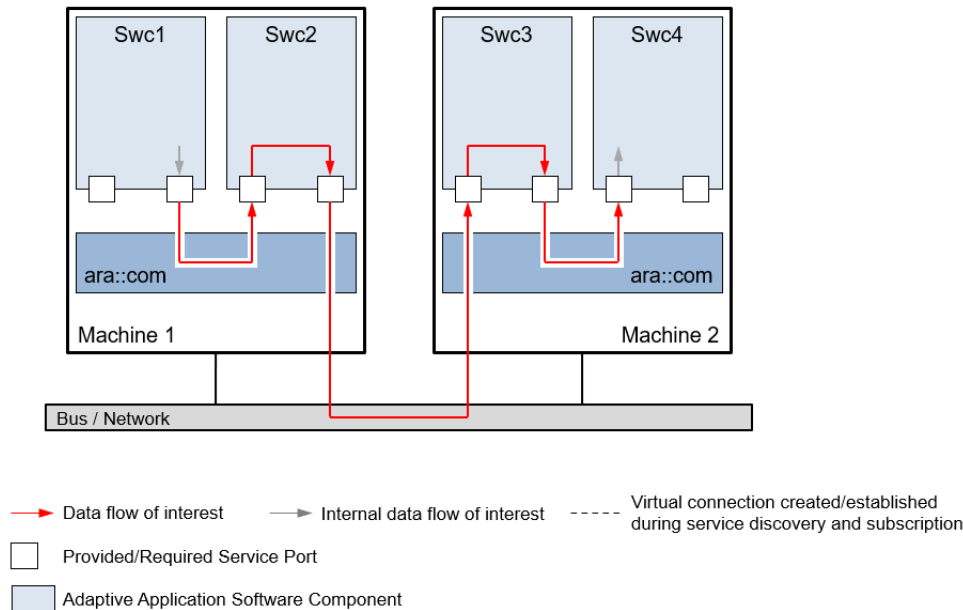 Swc1
Swc2
Swc3
Swc4
ara::com
ara::com
Machine 1
Machine 2
Bus / Network
Data flow of interest
Internal data flow of interest
Virtual connection created/established
during service discovery and subscription
Provided/Required Service Port
Adaptive Application Software Component